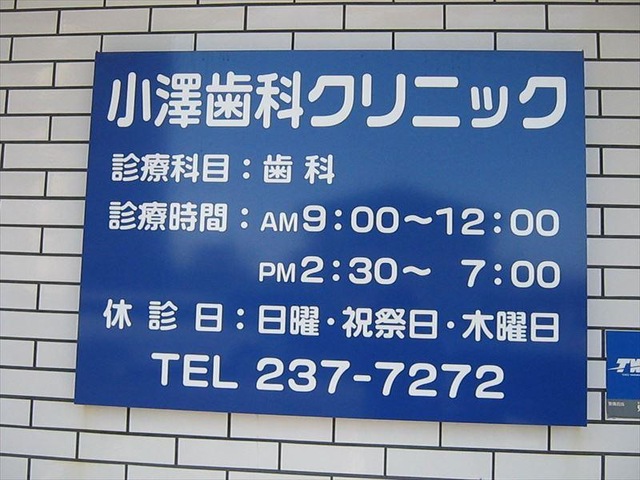 小澤歯科クリニック
診療科目：歯科
診療時間：AM9:00〜12:00
PM2:30〜 7:00
休診日：日曜・祝祭日・木曜日
TEL 237-7272